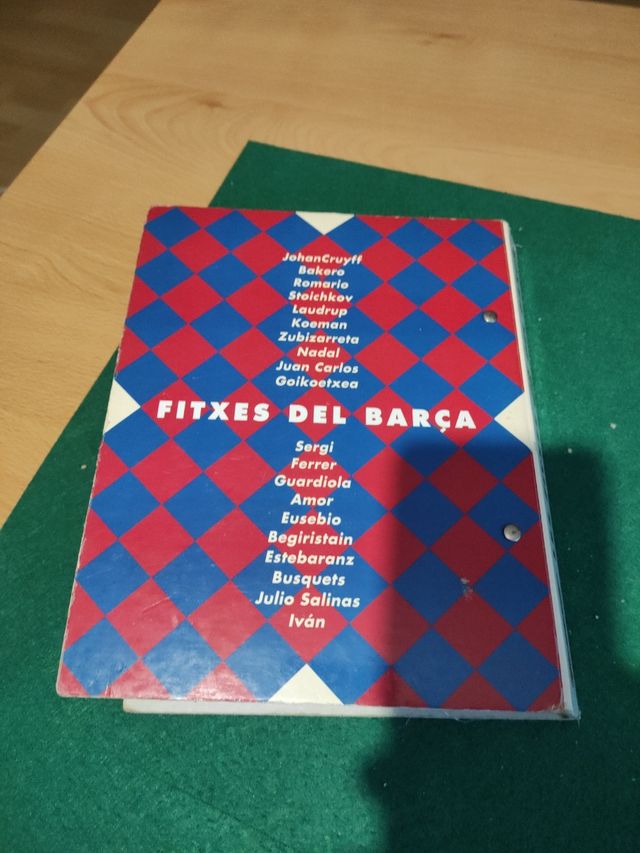 JohanCruyff
Bakero
Romario
Stoichkov
Laudrup
Koeman
Zubizarreta
Nadal
Juan Carlos
Goikoetxea
FITXES DEL BARÇA
Sergi
Ferrer
Guardiola
Amor
Eusebio
Begiristain
Estebaranz
Busquets
Julio Salinas
Iván